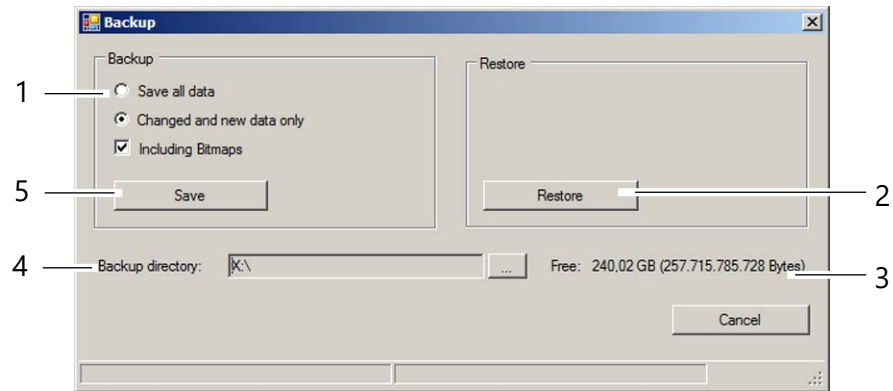 Backup
Backup
Restore
1
Save all data
Changed and new data only
Including Bitmaps
5
Save
Restore
2
4
Backup directory:
X:\
...
Free: 240,02 GB (257.715.785.728 Bytes)
3
Cancel